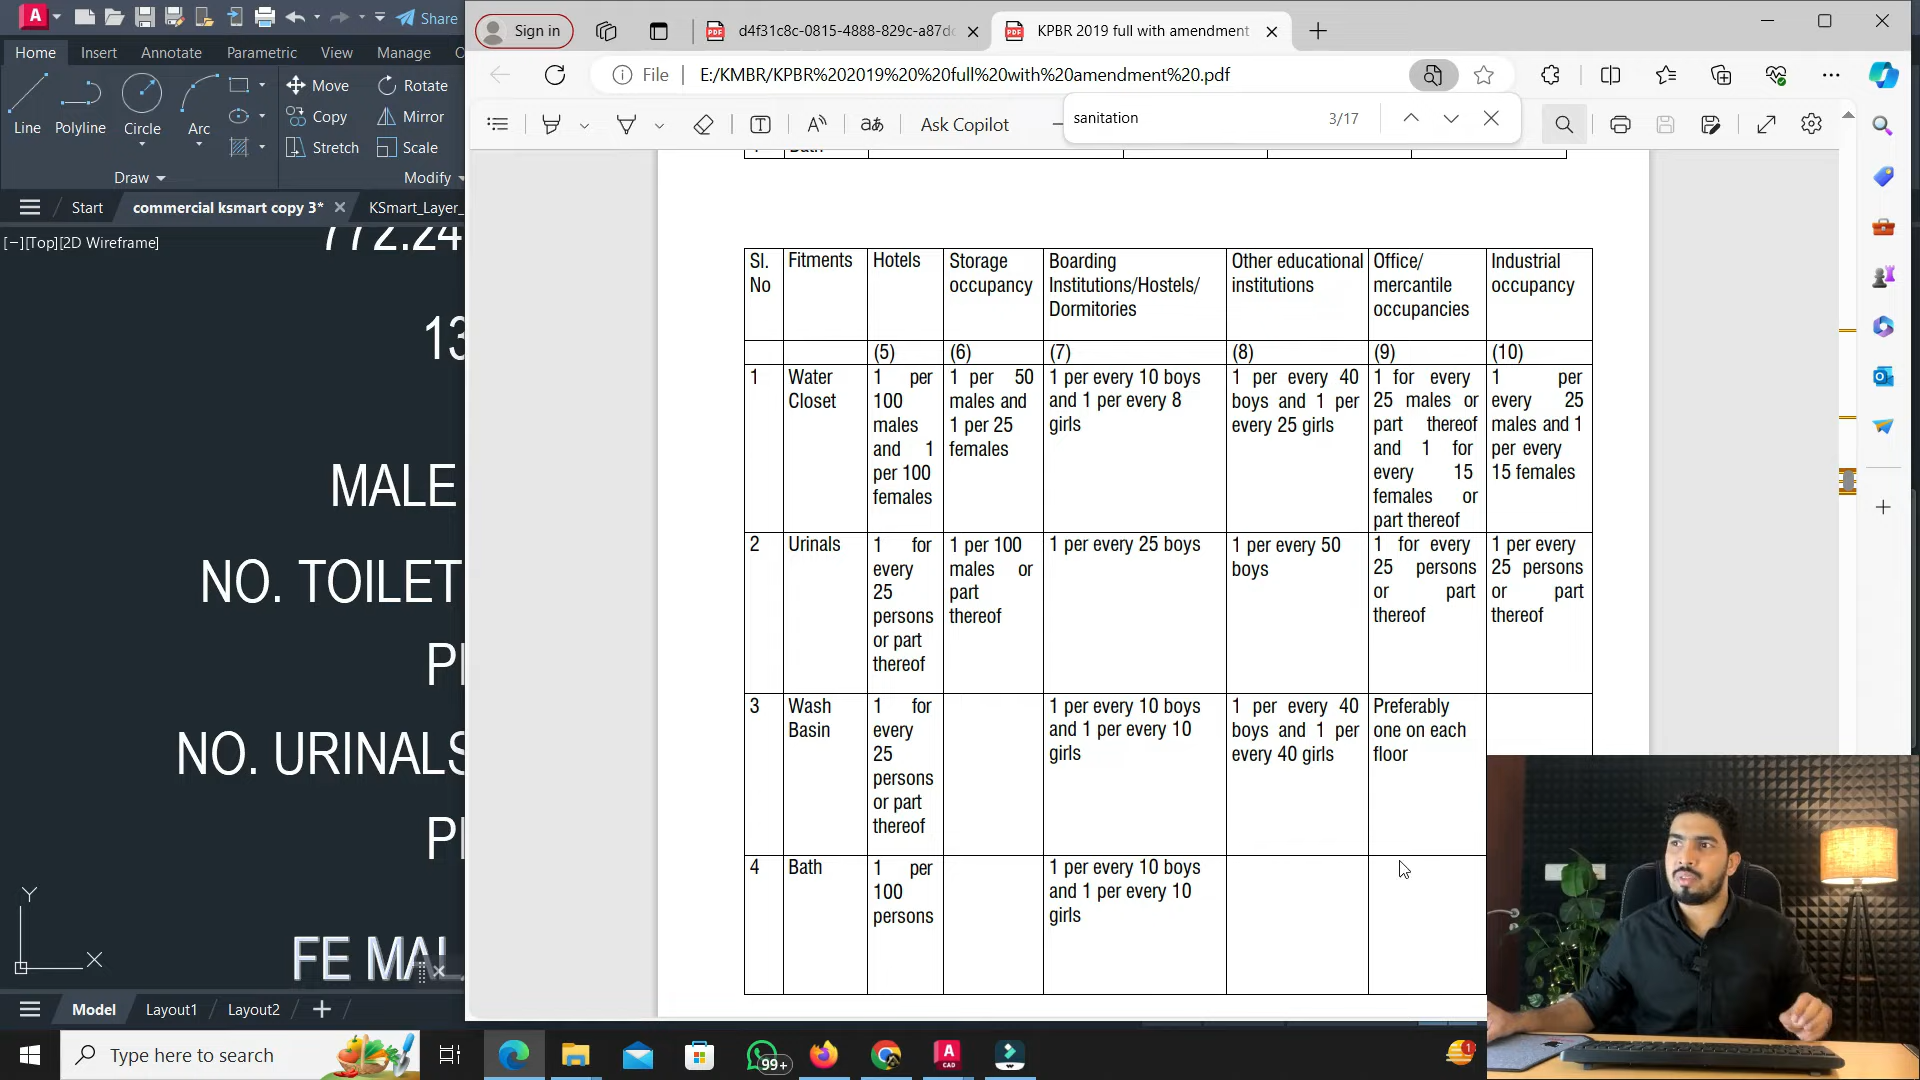 Share
Sign in
d4f31c8c-0815-4888-829c-a87d
KPBR 2019 full with amendment
Home Insert Annotate Parametric View Manage
File E:/KMBR/KPBR%202019%20%20full%20with%20amendment%20.pdf
Line Polyline Circle Arc
Move Rotate
Copy Mirror
Stretch Scale
Draw Modify
sanitation 3/17
Ask Copilot
Start commercial ksmart copy 3* KSmart_Layer_
[−][Top][2D Wireframe]
772.24
13
MALE
NO. TOILET
NO. URINALS
FE MAL
Y
X
Sl. No Fitments Hotels Storage occupancy Boarding Institutions/Hostels/ Dormitories Other educational institutions Office/ mercantile occupancies Industrial occupancy
(5) (6) (7) (8) (9) (10)
1 Water Closet
1 per 100 males and 1 per 100 females
1 per 50 males and 1 per 25 females
1 per every 10 boys and 1 per every 8 girls
1 per every 40 boys and 1 per every 25 girls
1 for every 25 males or part thereof and 1 for every 15 females or part thereof
1 per every 25 males and 1 per every 15 females
2 Urinals
1 for every 25 persons or part thereof
1 per 100 males or part thereof
1 per every 25 boys
1 per every 50 boys
1 for every 25 persons or part thereof
1 per every 25 persons or part thereof
3 Wash Basin
1 for every 25 persons or part thereof
1 per every 10 boys and 1 per every 10 girls
1 per every 40 boys and 1 per every 40 girls
Preferably one on each floor
4 Bath
1 per 100 persons
1 per every 10 boys and 1 per every 10 girls
Model Layout1 Layout2
Type here to search
99+